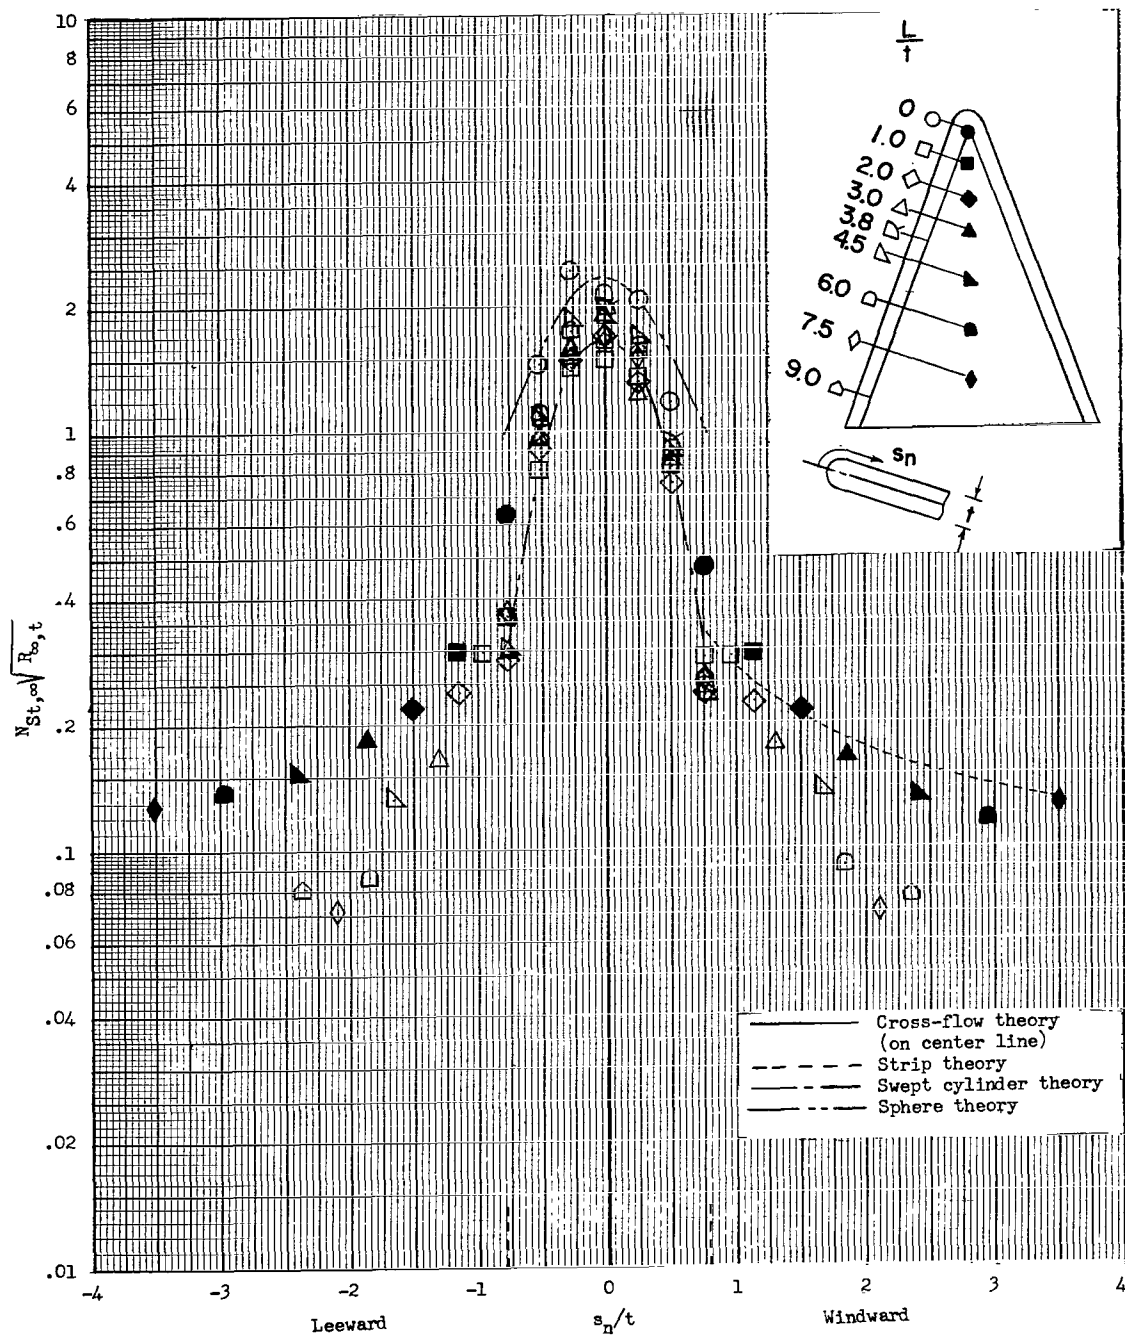 10
8
6
4
2
1
.8
.6
.4
.2
.1
.08
.06
.04
.02
.01
N_St,∞ √R_∞,t
-4 -3 -2 -1 0 1 2 3 4
Leeward s_n/t Windward
L/t
0
1.0
2.0
3.0
3.8
4.5
6.0
7.5
9.0
s_n
t
Cross-flow theory
(on center line)
Strip theory
Swept cylinder theory
Sphere theory